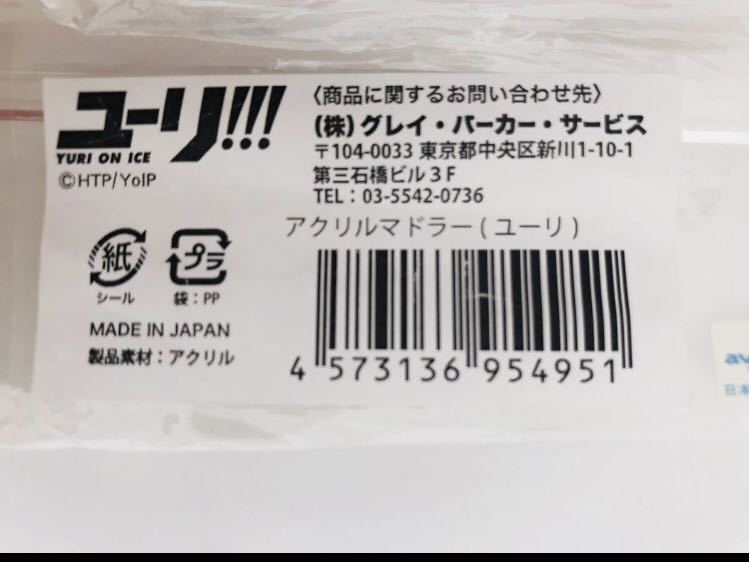 ユーリ!!!
YURI ON ICE
©HTP/YoIP
〈商品に関するお問い合わせ先〉
(株)グレイ・パーカー・サービス
〒104-0033 東京都中央区新川1-10-1
第三石橋ビル3F
TEL：03-5542-0736
アクリルマドラー(ユーリ)
紙
シール
プラ
袋：PP
MADE IN JAPAN
製品素材：アクリル
4 573136 954951
av
日本